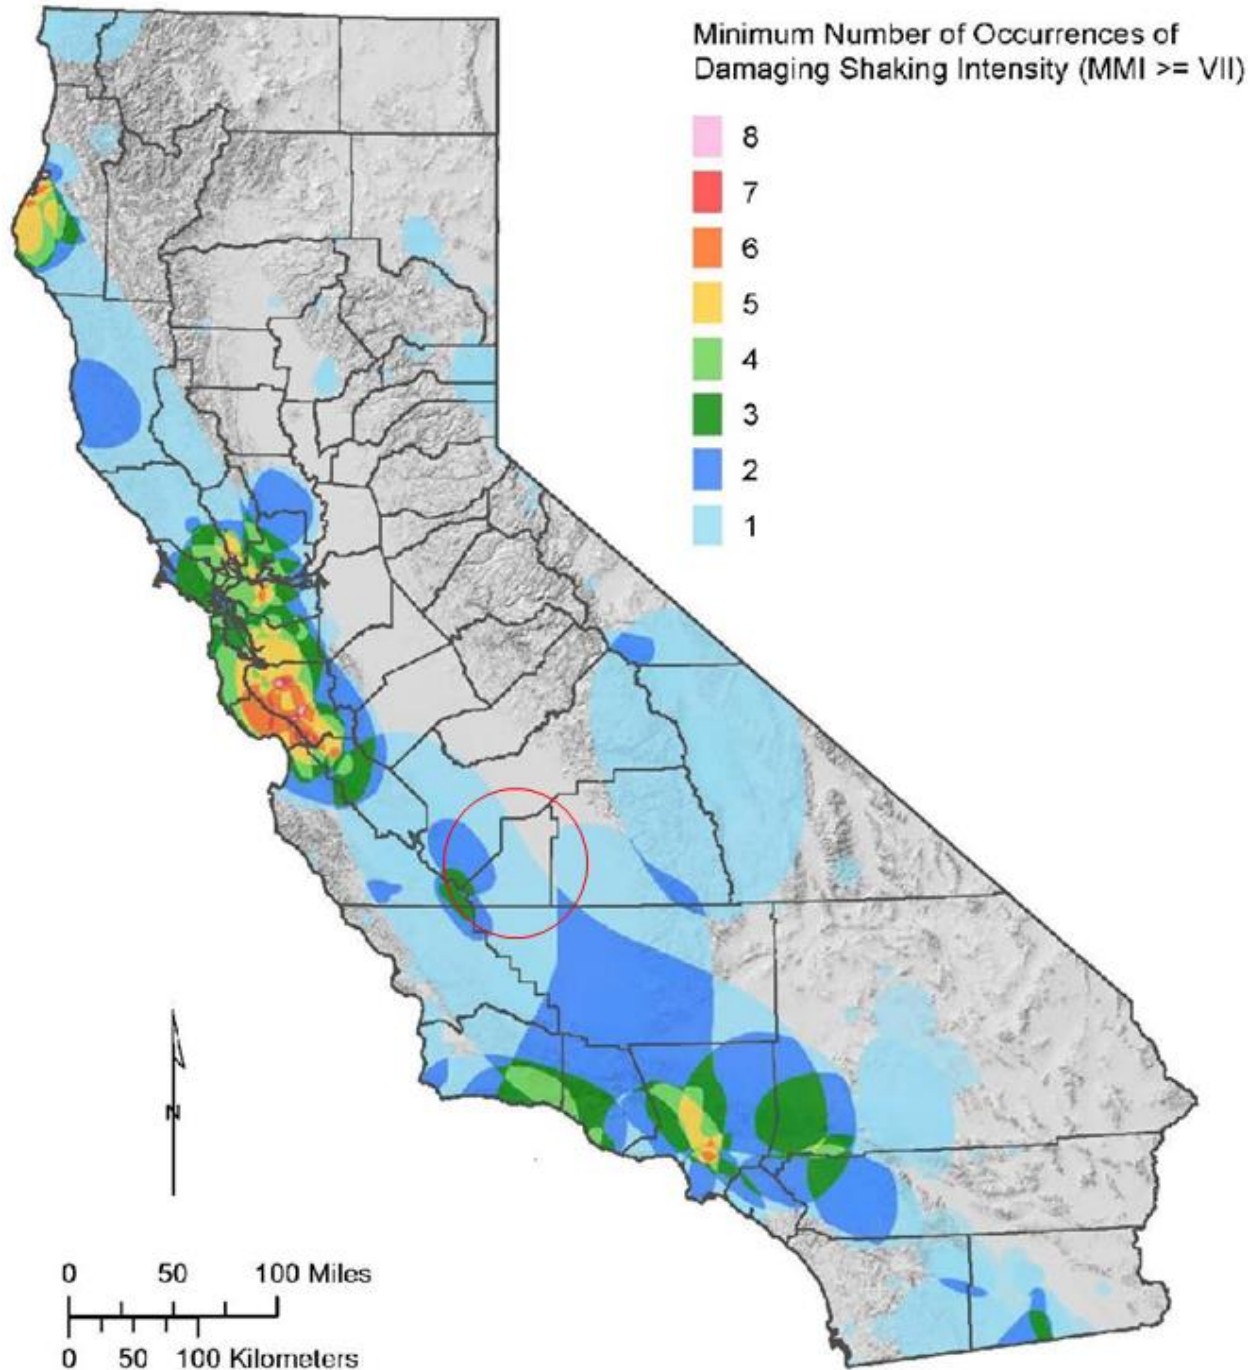 Minimum Number of Occurrences of
Damaging Shaking Intensity (MMI >= VII)
8
7
6
5
4
3
2
1
N
0 50 100 Miles
0 50 100 Kilometers